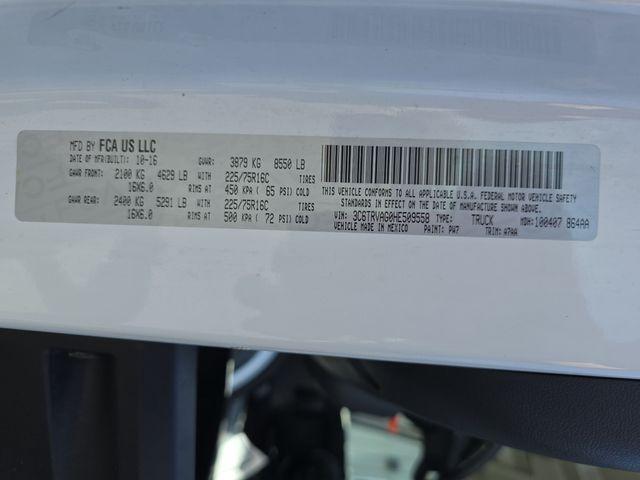 MFD BY FCA US LLC
DATE OF MFR(BUILT): 10-16 GVWR: 3879 KG 8550 LB
GAWR FRONT: 2100 KG 4629 LB WITH 225/75R16C TIRES
16X6.0 RIMS AT 450 KPA ( 65 PSI) COLD
GAWR REAR: 2400 KG 5291 LB WITH 225/75R16C TIRES
16X6.0 RIMS AT 500 KPA ( 72 PSI) COLD
THIS VEHICLE CONFORMS TO ALL APPLICABLE U.S.A. FEDERAL MOTOR VEHICLE SAFETY
STANDARDS IN EFFECT ON THE DATE OF MANUFACTURE SHOWN ABOVE.
VIN: 3C6TRVAG0HE509558 TYPE: TRUCK MDH: 100407 864AA
VEHICLE MADE IN MEXICO PAINT: PW7 TRIM: A7AA